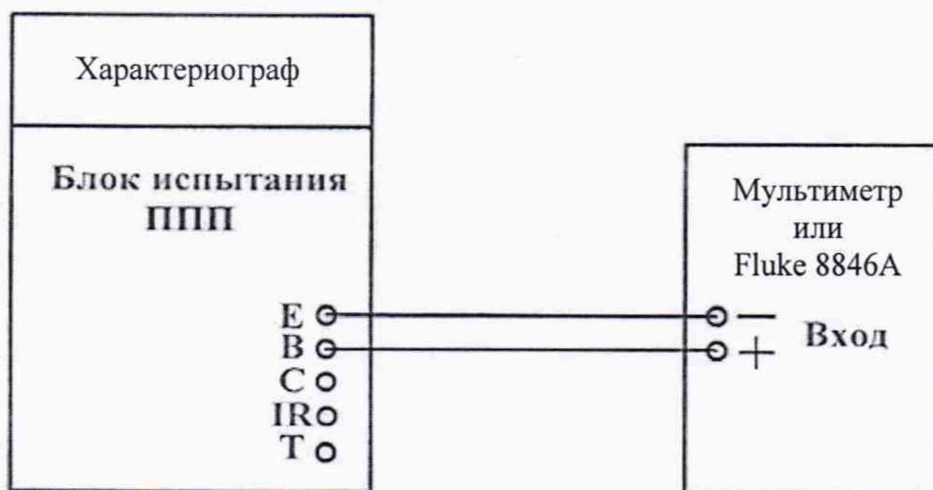 Характериограф
Блок испытания
ППП
E
B
C
IR
T
Мультиметр
или
Fluke 8846A
−
+
Вход